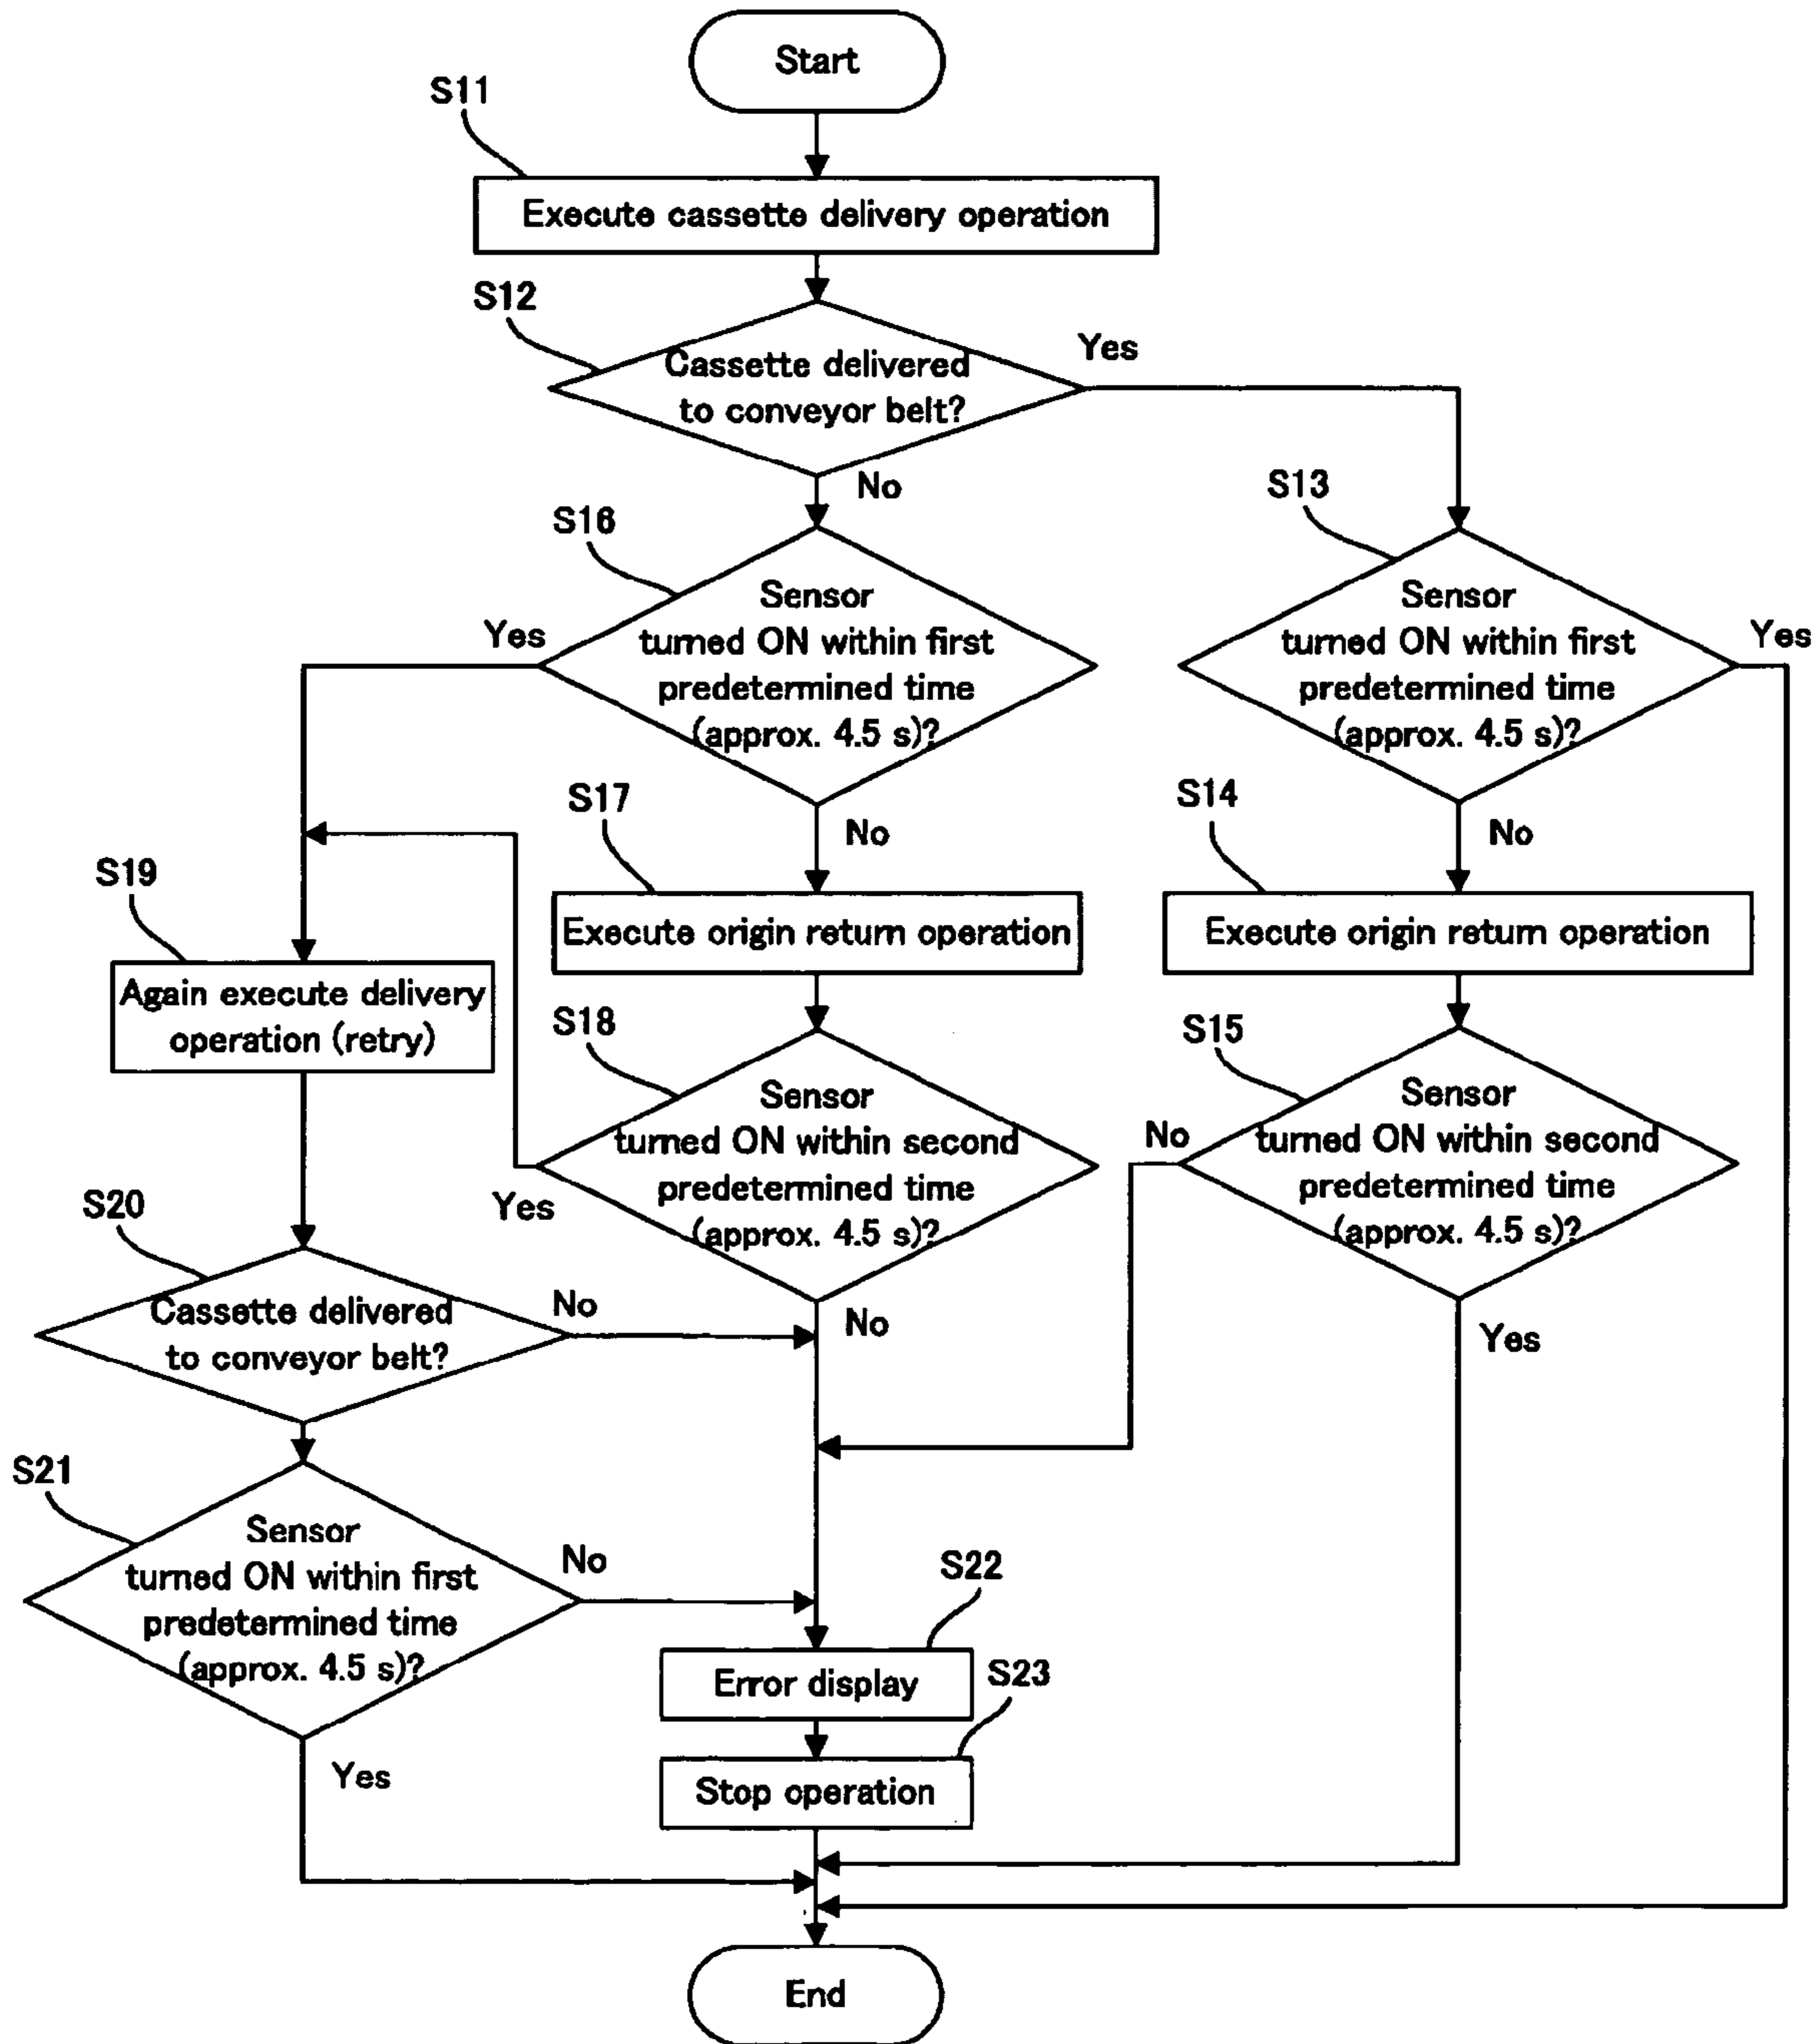 Start
S11
Execute cassette delivery operation
S12
Cassette delivered
to conveyor belt?
Yes
No
S16
Sensor
turned ON within first
predetermined time
(approx. 4.5 s)?
Yes
No
S13
Sensor
turned ON within first
predetermined time
(approx. 4.5 s)?
Yes
No
S17
Execute origin return operation
S14
Execute origin return operation
S19
Again execute delivery
operation (retry)
S18
Sensor
turned ON within second
predetermined time
(approx. 4.5 s)?
Yes
No
S15
Sensor
turned ON within second
predetermined time
(approx. 4.5 s)?
No
Yes
S20
Cassette delivered
to conveyor belt?
No
S21
Sensor
turned ON within first
predetermined time
(approx. 4.5 s)?
No
Yes
S22
Error display
S23
Stop operation
End